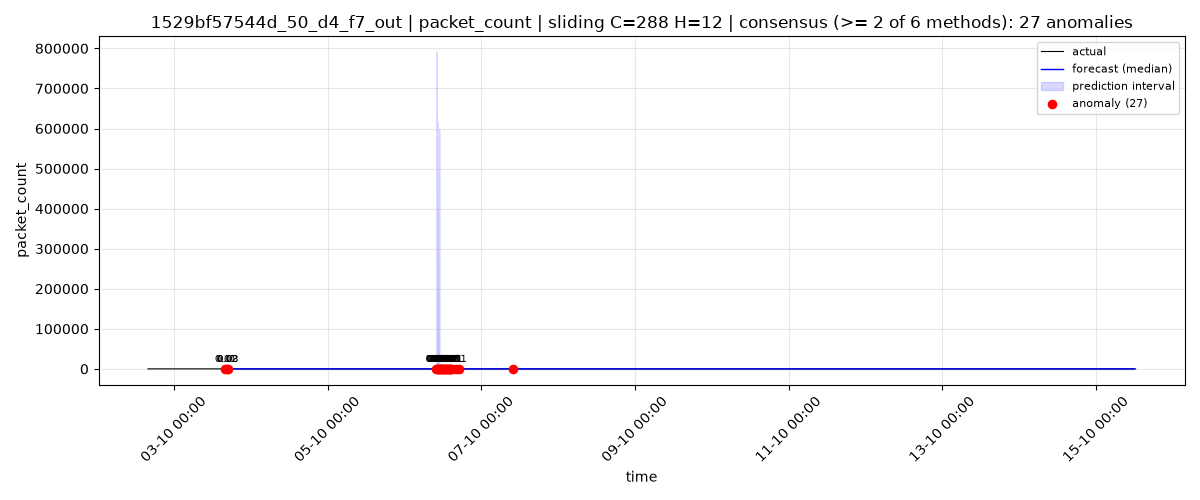 1529bf57544d_50_d4_f7_out | packet_count | sliding C=288 H=12 | consensus (>= 2 of 6 methods): 27 anomalies
actual
forecast (median)
prediction interval
anomaly (27)
packet_count
800000
700000
600000
500000
400000
300000
200000
100000
0
03-10 00:00
05-10 00:00
07-10 00:00
09-10 00:00
11-10 00:00
13-10 00:00
15-10 00:00
time